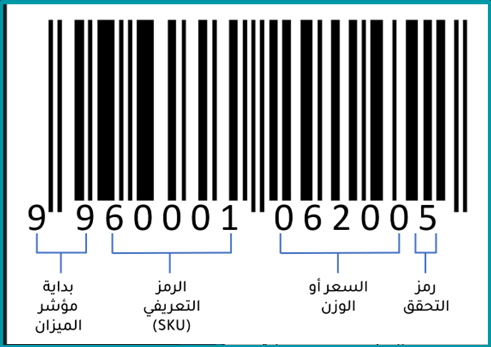 9 960001 062005
بداية مؤشر الميزان
الرمز التعريفي (SKU)
السعر أو الوزن
رمز التحقق